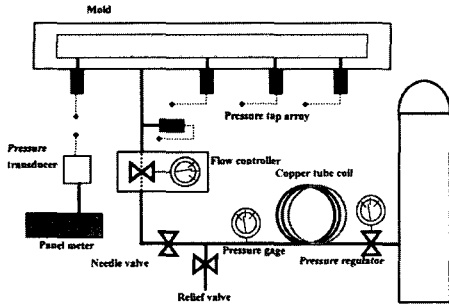 Mold
Pressure tap array
Pressure
transducer
Flow controller
Copper tube coil
Panel meter
Pressure gage
Needle valve
Pressure regulator
Relief valve